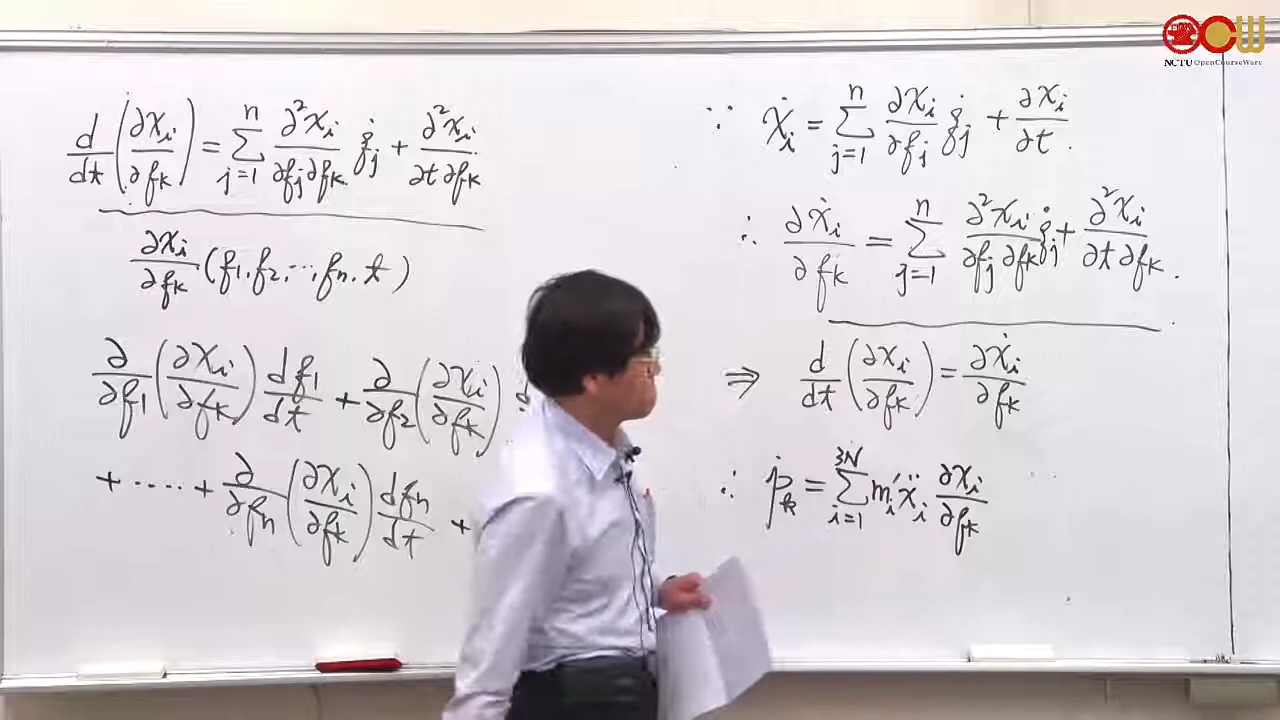 NCTU OpenCourseWare
d/dt (∂x_i/∂q_k) = Σ_{j=1}^{n} ∂²x_i/∂q_j∂q_k q̇_j + ∂²x_i/∂t∂q_k
∂x_i/∂q_k (q_1, q_2, ⋯, q_n, t)
∂/∂q_1 (∂x_i/∂q_k) dq_1/dt + ∂/∂q_2 (∂x_i/∂q_k) d
+ ⋯⋯ + ∂/∂q_n (∂x_i/∂q_k) dq_n/dt +
∵ ẋ_i = Σ_{j=1}^{n} ∂x_i/∂q_j q̇_j + ∂x_i/∂t .
∴ ∂ẋ_i/∂q_k = Σ_{j=1}^{n} ∂²x_i/∂q_j∂q_k q̇_j + ∂²x_i/∂t∂q_k .
⇒ d/dt (∂x_i/∂q_k) = ∂ẋ_i/∂q_k
∴ ṗ_k = Σ_{i=1}^{3N} m_i' ẍ_i ∂x_i/∂q_k